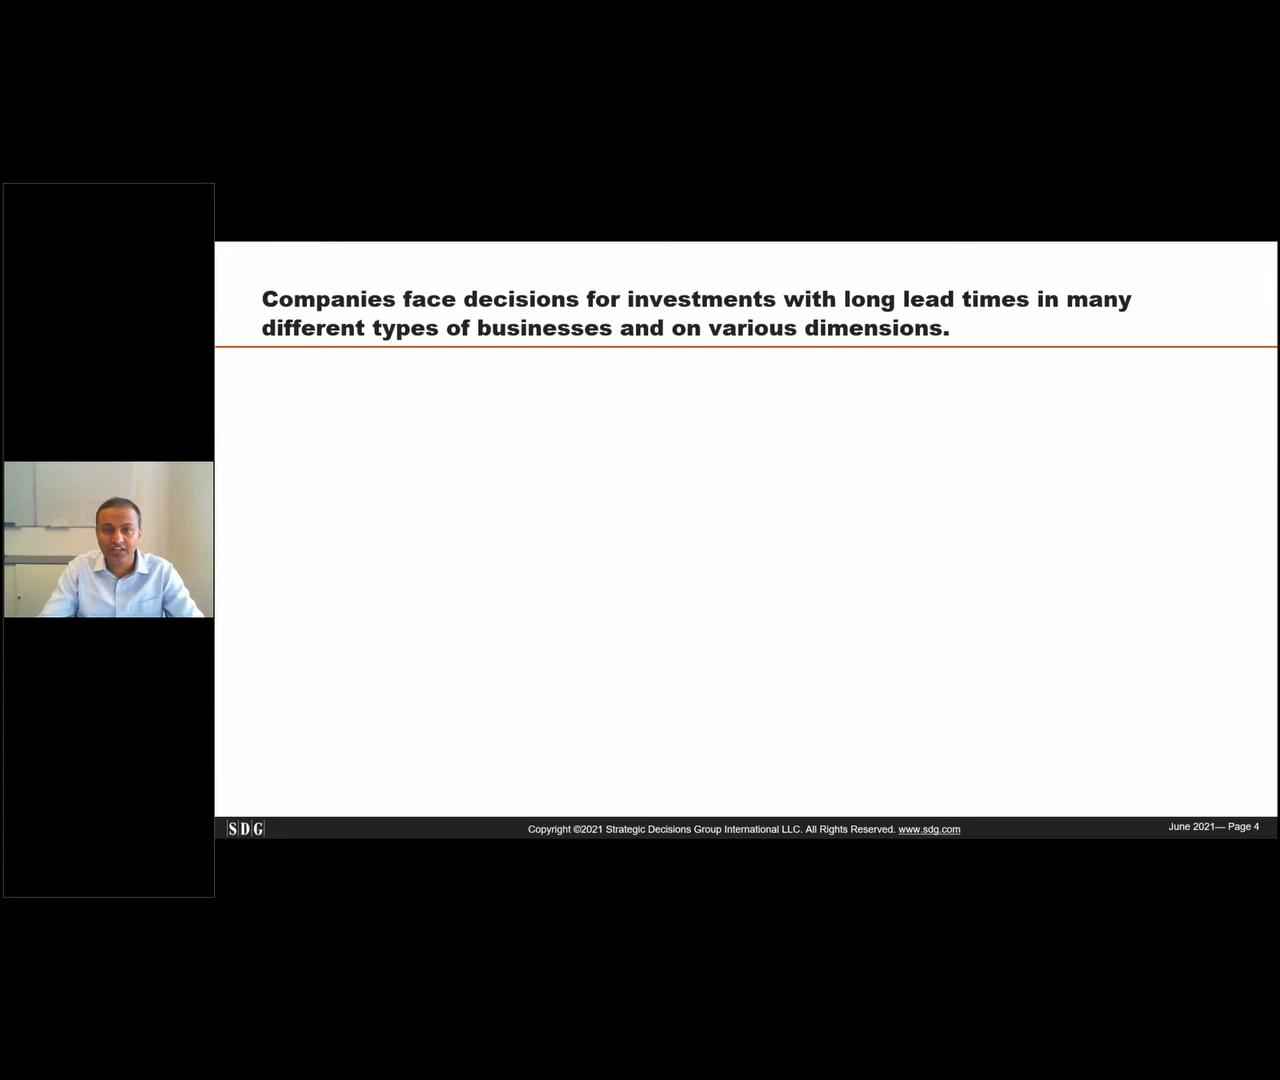 Companies face decisions for investments with long lead times in many
different types of businesses and on various dimensions.
SDG
Copyright ©2021 Strategic Decisions Group International LLC. All Rights Reserved. www.sdg.com
June 2021— Page 4